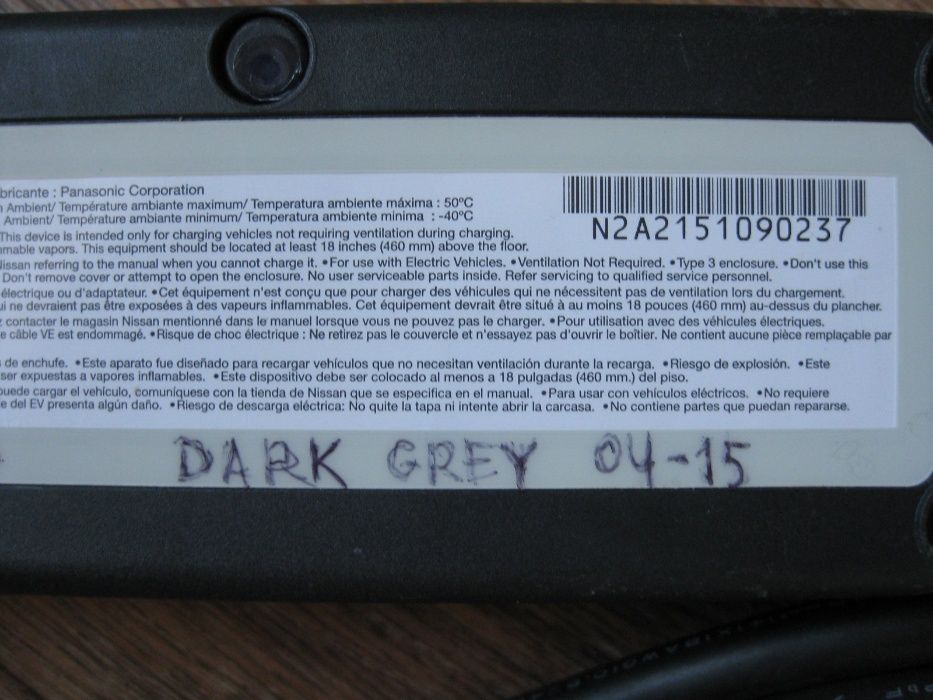 bricante : Panasonic Corporation
Ambient/ Température ambiante maximum/ Temperatura ambiente máxima : 50°C
Ambient/ Température ambiante minimum/ Temperatura ambiente minima : -40°C
N2A2151090237
This device is intended only for charging vehicles not requiring ventilation during charging.
mable vapors. This equipment should be located at least 18 inches (460 mm) above the floor.
issan referring to the manual when you cannot charge it. •For use with Electric Vehicles. •Ventilation Not Required. •Type 3 enclosure. •Don't use this
Don't remove cover or attempt to open the enclosure. No user serviceable parts inside. Refer servicing to qualified service personnel.
électrique ou d'adaptateur. •Cet équipement n'est conçu que pour charger des véhicules qui ne nécessitent pas de ventilation lors du chargement.
ui ne devraient pas être exposées à des vapeurs inflammables. Cet équipement devrait être situé à au moins 18 pouces (460 mm) au-dessus du plancher.
z contacter le magasin Nissan mentionné dans le manuel lorsque vous ne pouvez pas le charger. •Pour utilisation avec des véhicules électriques.
e câble VE est endommagé. •Risque de choc électrique : Ne retirez pas le couvercle et n'essayez pas d'ouvrir le boîtier. Ne contient aucune pièce remplaçable par
de enchufe. •Este aparato fue diseñado para recargar vehículos que no necesitan ventilación durante la recarga. •Riesgo de explosión. •Este
ser expuestas a vapores inflamables. •Este dispositivo debe ser colocado al menos a 18 pulgadas (460 mm.) del piso.
puede cargar el vehículo, comuníquese con la tienda de Nissan que se especifica en el manual. •Para usar con vehículos eléctricos. •No requiere
e del EV presenta algún daño. •Riesgo de descarga eléctrica: No quite la tapa ni intente abrir la carcasa. •No contiene partes que puedan repararse.
DARK GREY 04-15